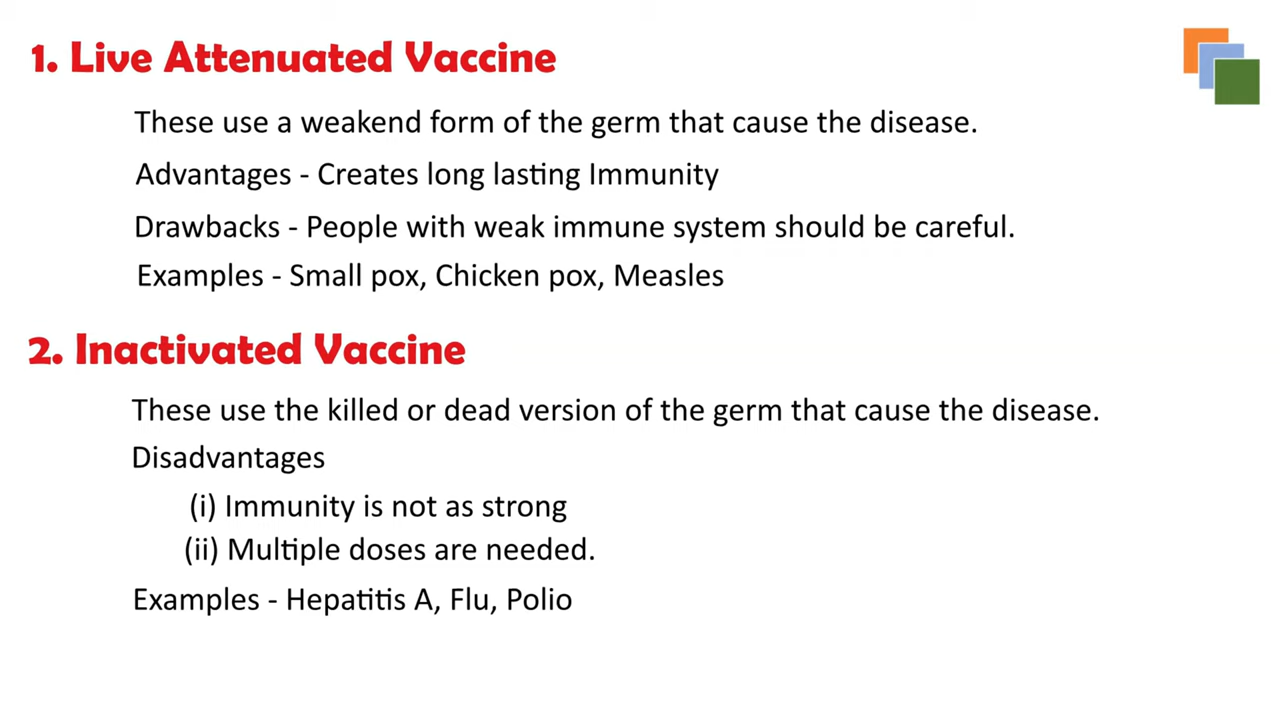 1. Live Attenuated Vaccine
These use a weakend form of the germ that cause the disease.
Advantages - Creates long lasting Immunity
Drawbacks - People with weak immune system should be careful.
Examples - Small pox, Chicken pox, Measles
2. Inactivated Vaccine
These use the killed or dead version of the germ that cause the disease.
Disadvantages
(i) Immunity is not as strong
(ii) Multiple doses are needed.
Examples - Hepatitis A, Flu, Polio